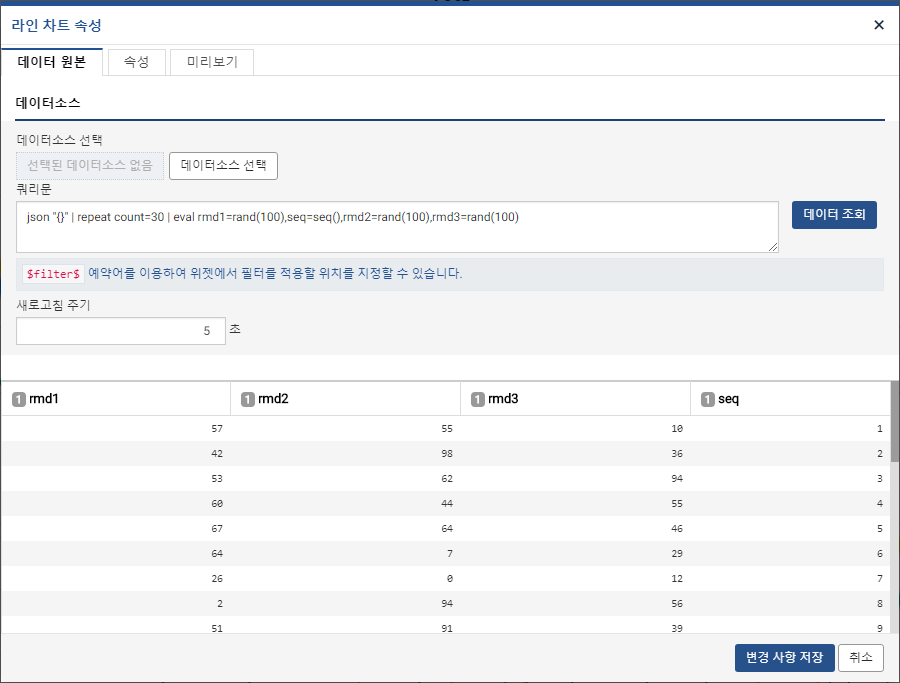 라인 차트 속성 ✕
데이터 원본 속성 미리보기
데이터소스
데이터소스 선택
선택된 데이터소스 없음 데이터소스 선택
쿼리문
json "{}" | repeat count=30 | eval rmd1=rand(100),seq=seq(),rmd2=rand(100),rmd3=rand(100) 데이터 조회
$filter$ 예약어를 이용하여 위젯에서 필터를 적용할 위치를 지정할 수 있습니다.
새로고침 주기
5 초
1 rmd1 1 rmd2 1 rmd3 1 seq
57 55 10 1
42 98 36 2
53 62 94 3
60 44 55 4
67 64 46 5
64 7 29 6
26 0 12 7
2 94 56 8
51 91 39 9
변경 사항 저장 취소